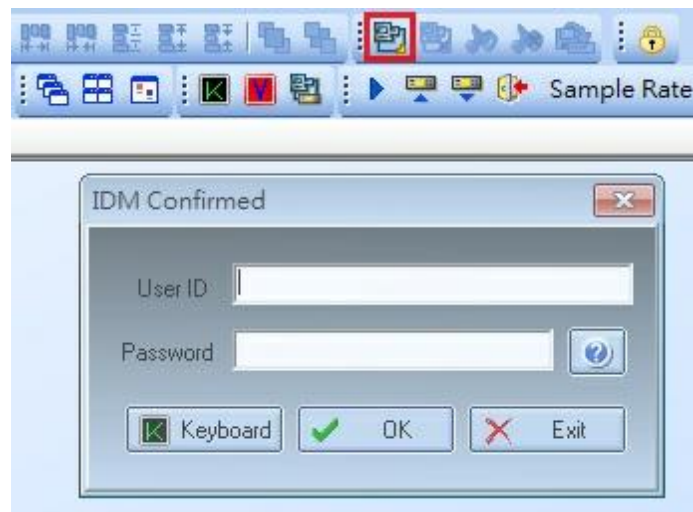 Sample Rate
IDM Confirmed
User ID
Password
Keyboard
OK
Exit